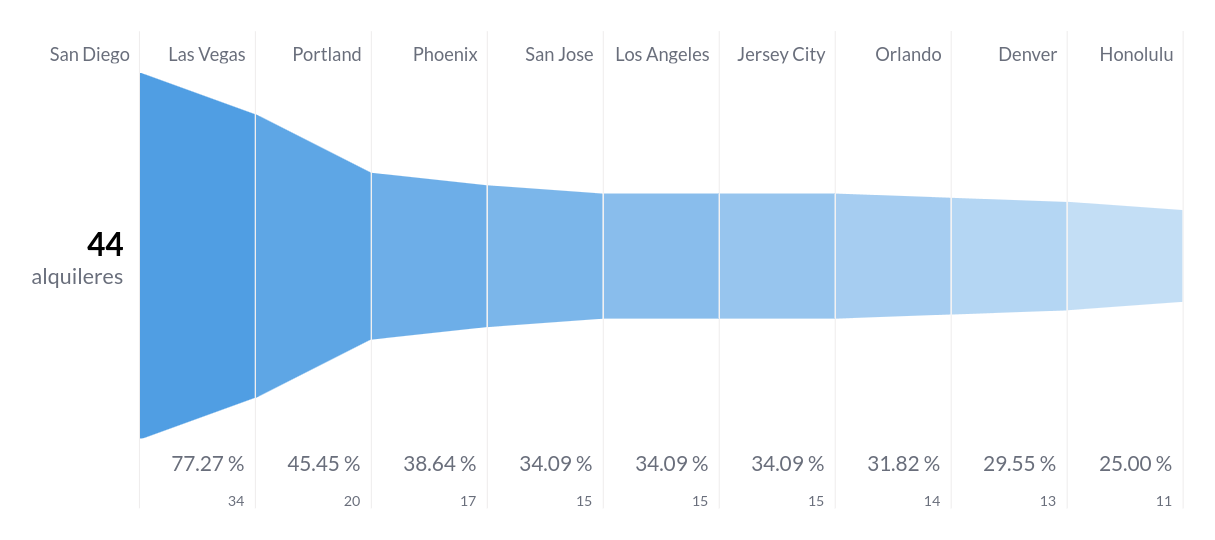 San Diego Las Vegas Portland Phoenix San Jose Los Angeles Jersey City Orlando Denver Honolulu
44
alquileres
77.27 % 45.45 % 38.64 % 34.09 % 34.09 % 34.09 % 31.82 % 29.55 % 25.00 %
34 20 17 15 15 15 14 13 11